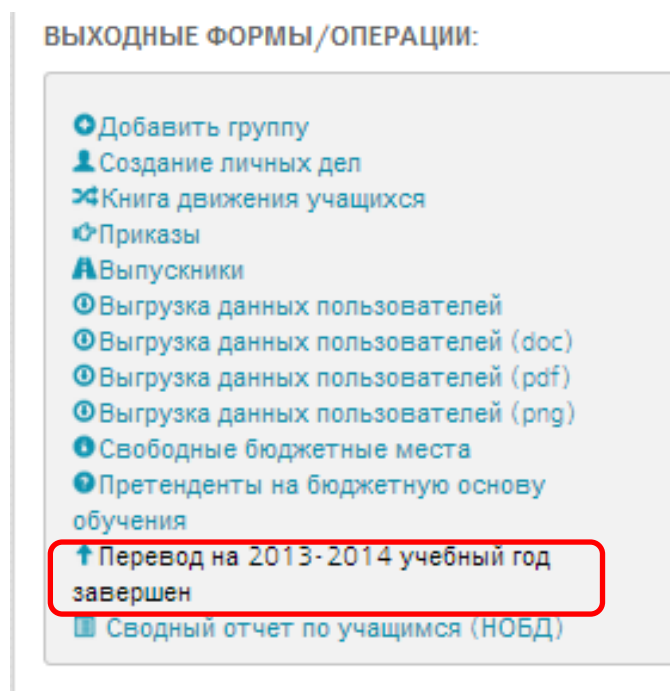 ВЫХОДНЫЕ ФОРМЫ/ОПЕРАЦИИ:
Добавить группу
Создание личных дел
Книга движения учащихся
Приказы
Выпускники
Выгрузка данных пользователей
Выгрузка данных пользователей (doc)
Выгрузка данных пользователей (pdf)
Выгрузка данных пользователей (png)
Свободные бюджетные места
Претенденты на бюджетную основу
обучения
Перевод на 2013-2014 учебный год
завершен
Сводный отчет по учащимся (НОБД)